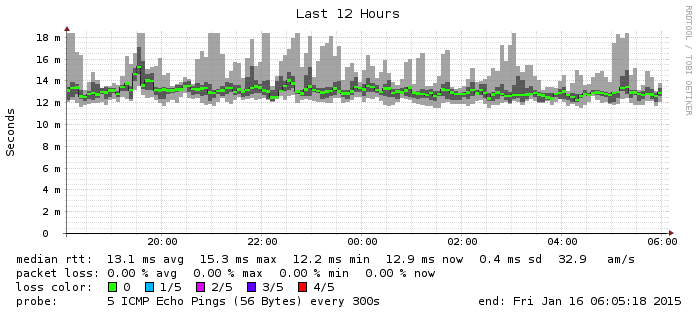 Last 12 Hours
RRDTOOL / TOBI OETIKER
Seconds
18 m
16 m
14 m
12 m
10 m
8 m
6 m
4 m
2 m
0
20:00 22:00 00:00 02:00 04:00 06:00
median rtt: 13.1 ms avg 15.3 ms max 12.2 ms min 12.9 ms now 0.4 ms sd 32.9 am/s
packet loss: 0.00 % avg 0.00 % max 0.00 % min 0.00 % now
loss color: 0 1/5 2/5 3/5 4/5
probe: 5 ICMP Echo Pings (56 Bytes) every 300s end: Fri Jan 16 06:05:18 2015